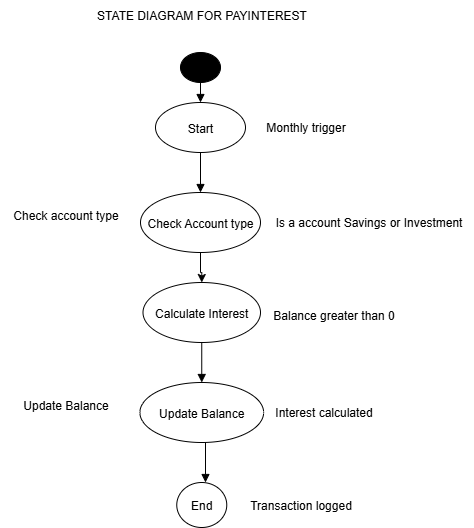 STATE DIAGRAM FOR PAYINTEREST
Start
Monthly trigger
Check account type
Check Account type
Is a account Savings or Investment
Calculate Interest
Balance greater than 0
Update Balance
Update Balance
Interest calculated
End
Transaction logged